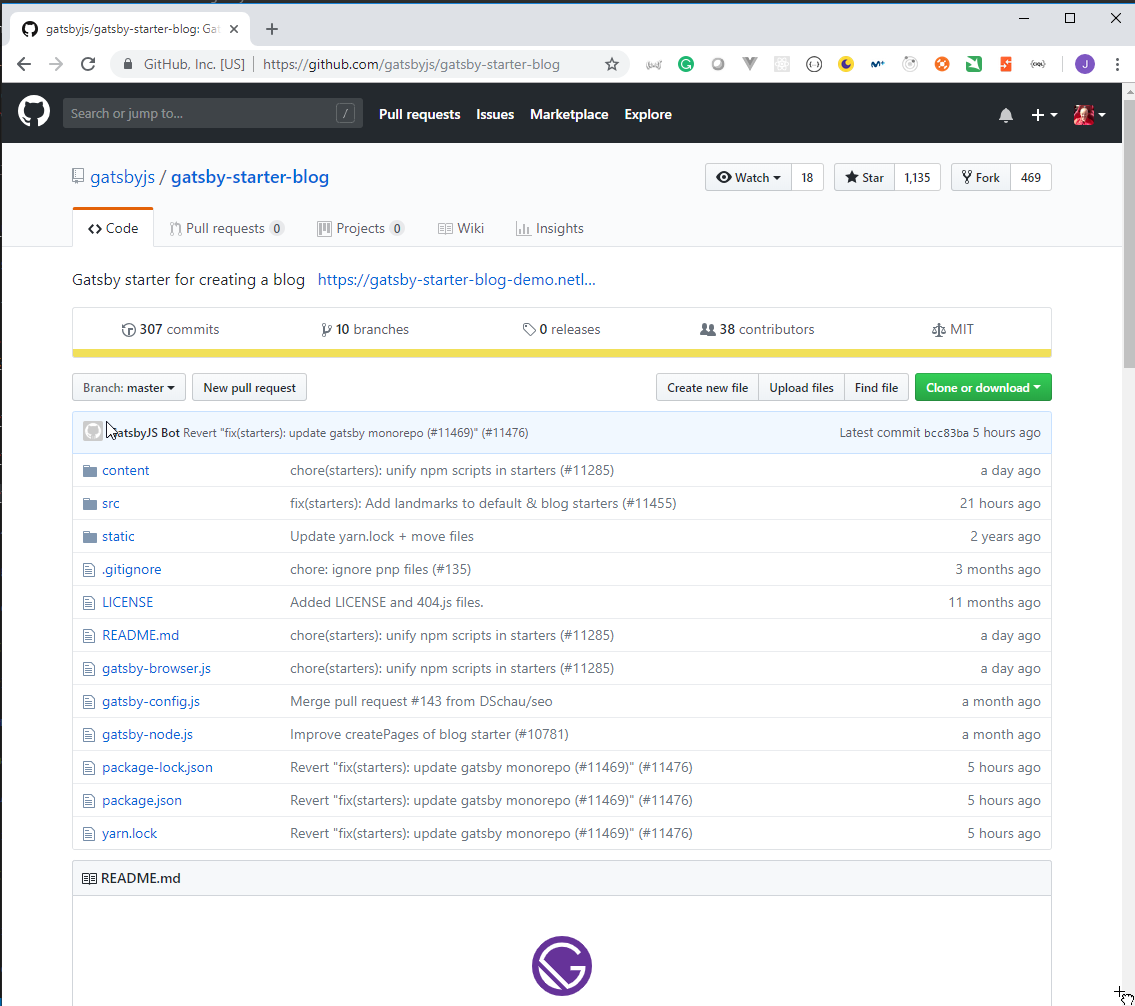 gatsbyjs/gatsby-starter-blog: Gat
GitHub, Inc. [US] | https://github.com/gatsbyjs/gatsby-starter-blog
J
Search or jump to... / Pull requests Issues Marketplace Explore
gatsbyjs / gatsby-starter-blog Watch 18 Star 1,135 Fork 469
Code Pull requests 0 Projects 0 Wiki Insights
Gatsby starter for creating a blog https://gatsby-starter-blog-demo.netl...
307 commits 10 branches 0 releases 38 contributors MIT
Branch: master New pull request Create new file Upload files Find file Clone or download
GatsbyJS Bot Revert "fix(starters): update gatsby monorepo (#11469)" (#11476) Latest commit bcc83ba 5 hours ago
content chore(starters): unify npm scripts in starters (#11285) a day ago
src fix(starters): Add landmarks to default & blog starters (#11455) 21 hours ago
static Update yarn.lock + move files 2 years ago
.gitignore chore: ignore pnp files (#135) 3 months ago
LICENSE Added LICENSE and 404.js files. 11 months ago
README.md chore(starters): unify npm scripts in starters (#11285) a day ago
gatsby-browser.js chore(starters): unify npm scripts in starters (#11285) a day ago
gatsby-config.js Merge pull request #143 from DSchau/seo a month ago
gatsby-node.js Improve createPages of blog starter (#10781) a month ago
package-lock.json Revert "fix(starters): update gatsby monorepo (#11469)" (#11476) 5 hours ago
package.json Revert "fix(starters): update gatsby monorepo (#11469)" (#11476) 5 hours ago
yarn.lock Revert "fix(starters): update gatsby monorepo (#11469)" (#11476) 5 hours ago
README.md